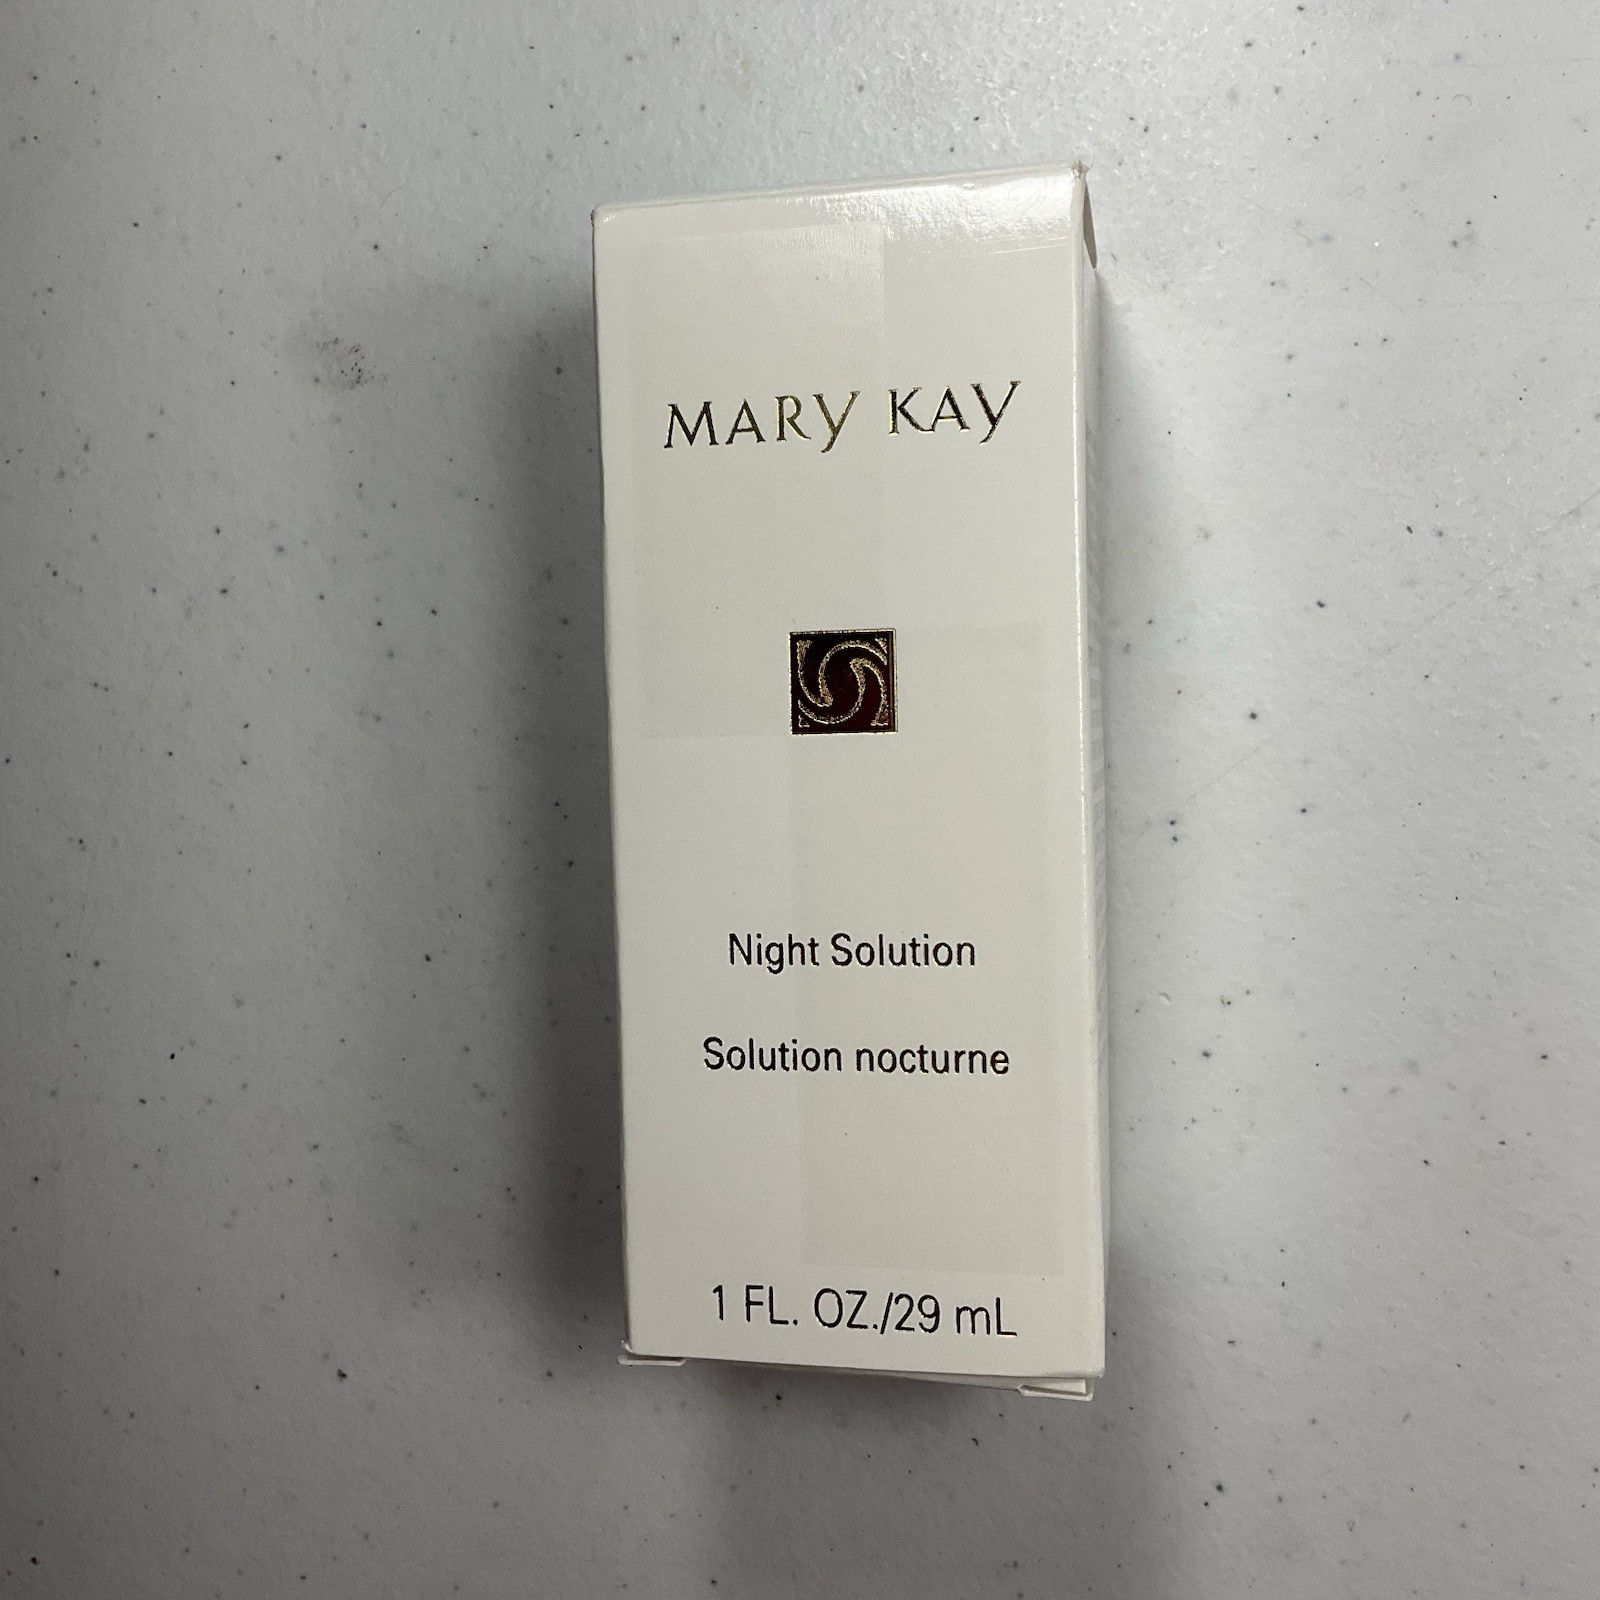 MARY KAY
Night Solution
Solution nocturne
1 FL. OZ./29 mL